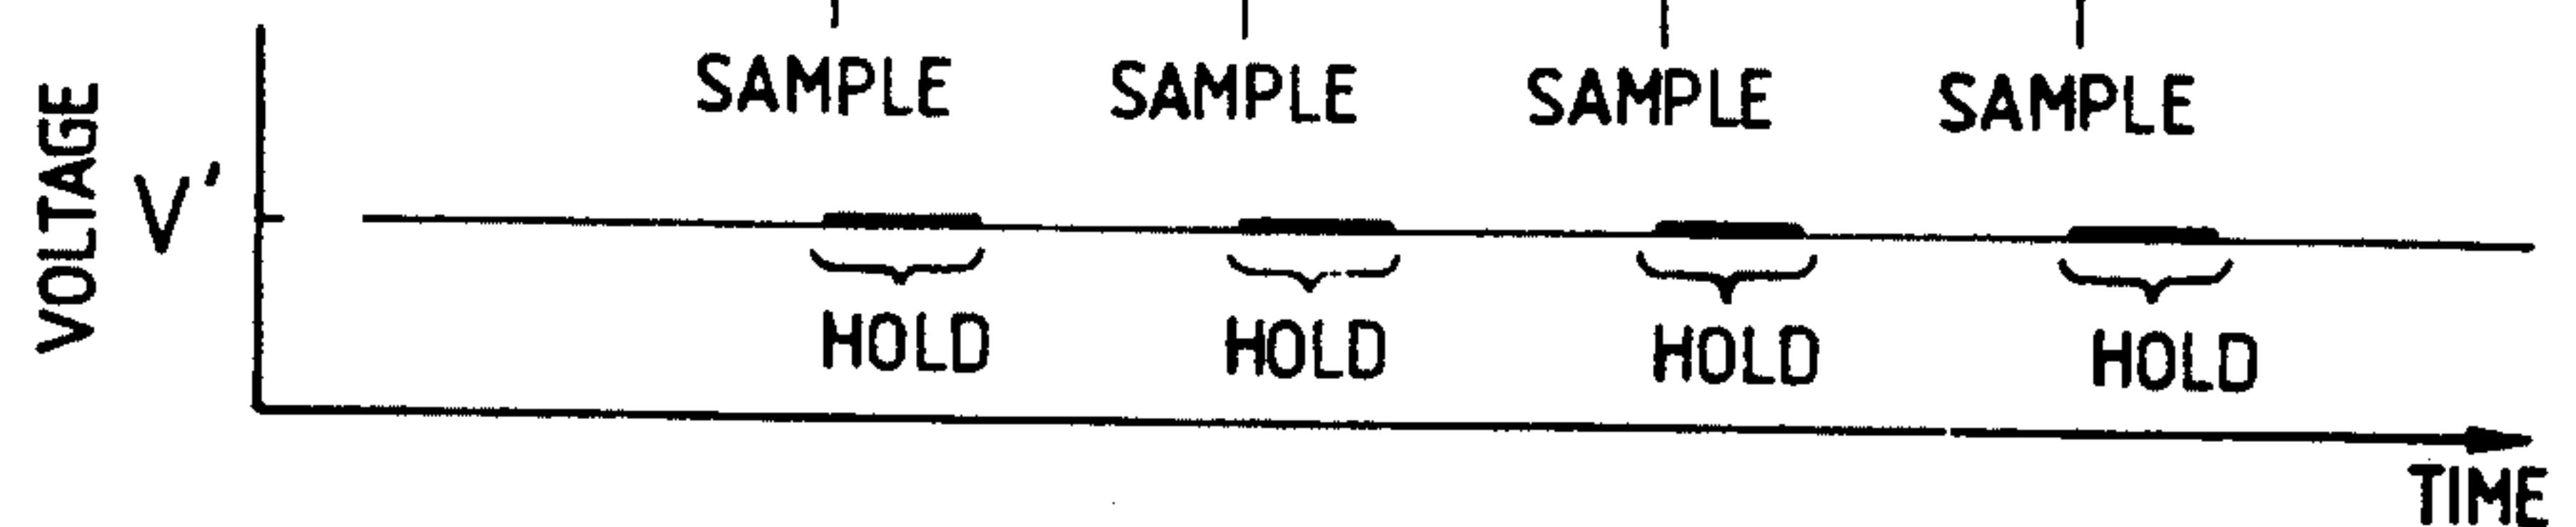 SAMPLE SAMPLE SAMPLE SAMPLE
VOLTAGE
V'
HOLD HOLD HOLD HOLD
TIME